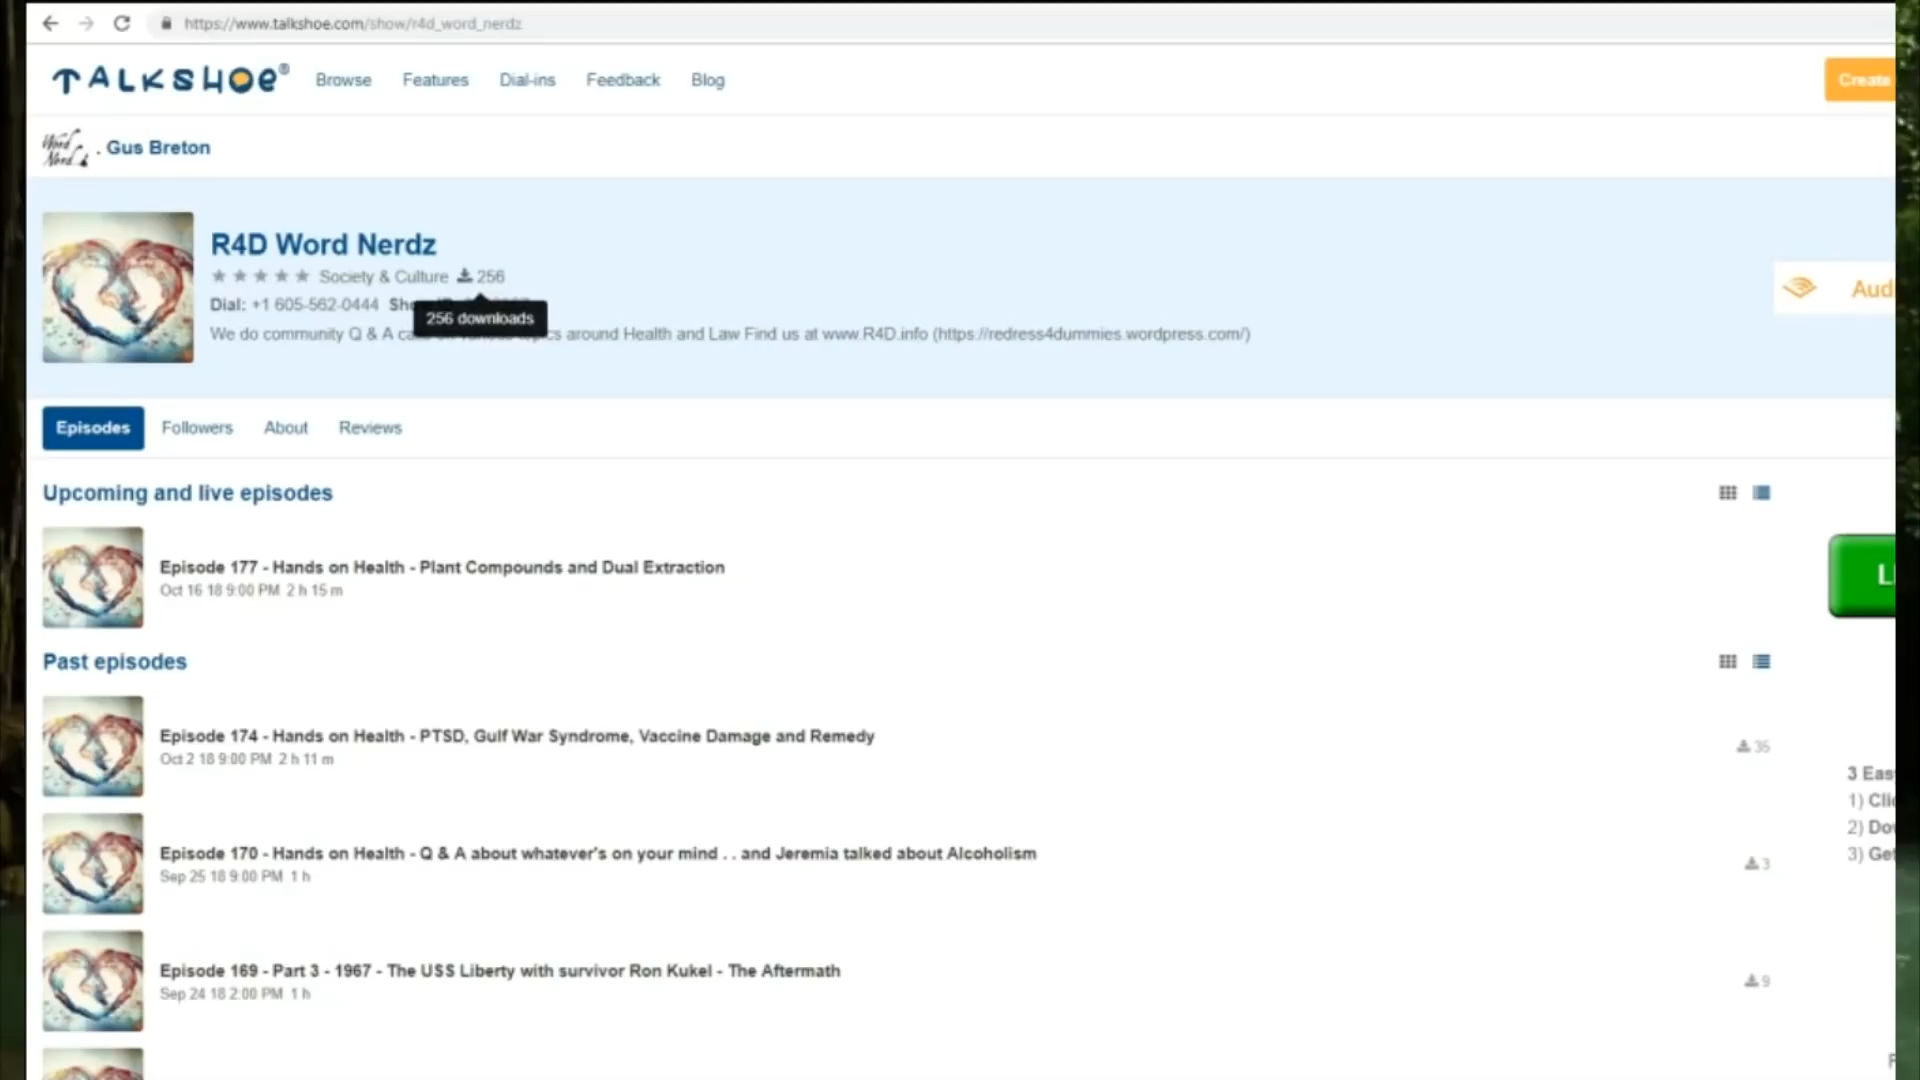 https://www.talkshoe.com/show/r4d_word_nerdz
TALKSHOE® Browse Features Dial-ins Feedback Blog Create
Word Nerd . Gus Breton
R4D Word Nerdz
Society & Culture 256
Dial: +1 605-562-0444
256 downloads
We do community Q & A around Health and Law Find us at www.R4D.info (https://redress4dummies.wordpress.com/)
Episodes Followers About Reviews
Upcoming and live episodes
Episode 177 - Hands on Health - Plant Compounds and Dual Extraction
Oct 16 18 9:00 PM 2 h 15 m
Past episodes
Episode 174 - Hands on Health - PTSD, Gulf War Syndrome, Vaccine Damage and Remedy
Oct 2 18 9:00 PM 2 h 11 m
35
Episode 170 - Hands on Health - Q & A about whatever's on your mind . . and Jeremia talked about Alcoholism
Sep 25 18 9:00 PM 1 h
3
Episode 169 - Part 3 - 1967 - The USS Liberty with survivor Ron Kukel - The Aftermath
Sep 24 18 2:00 PM 1 h
9
3
1)
2)
3)